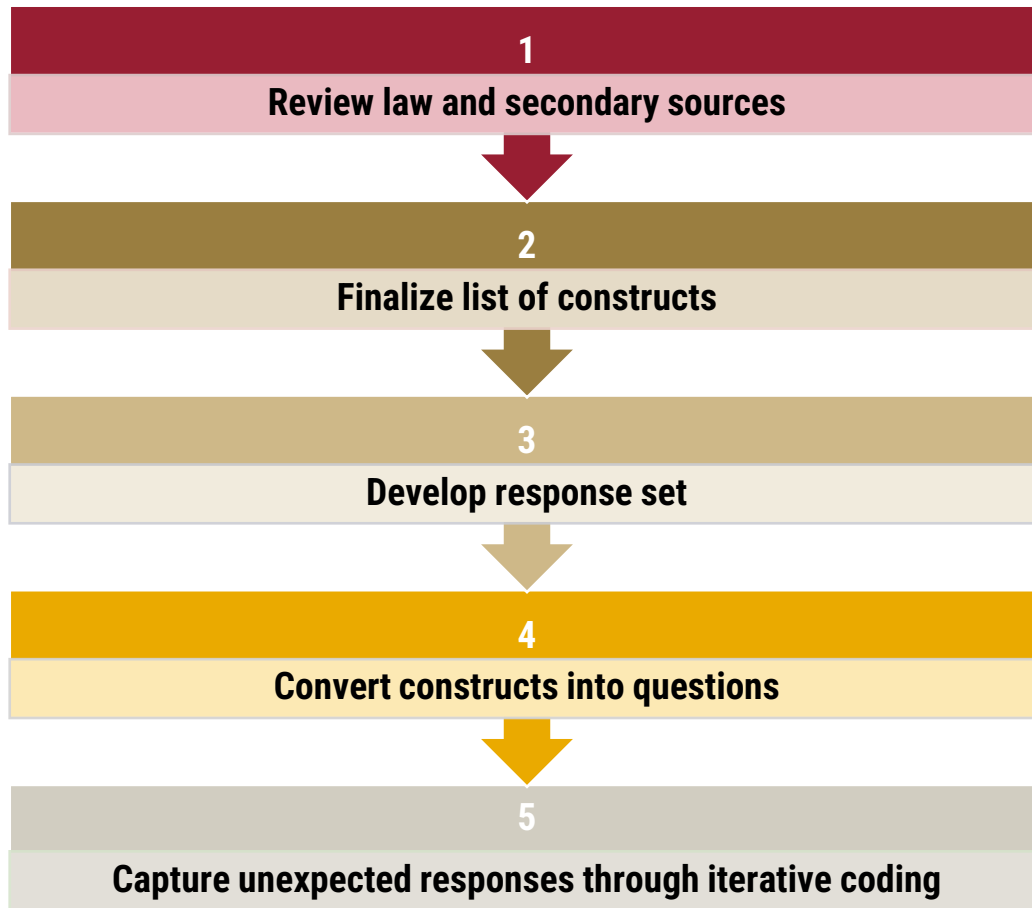 1
Review law and secondary sources
2
Finalize list of constructs
3
Develop response set
4
Convert constructs into questions
5
Capture unexpected responses through iterative coding